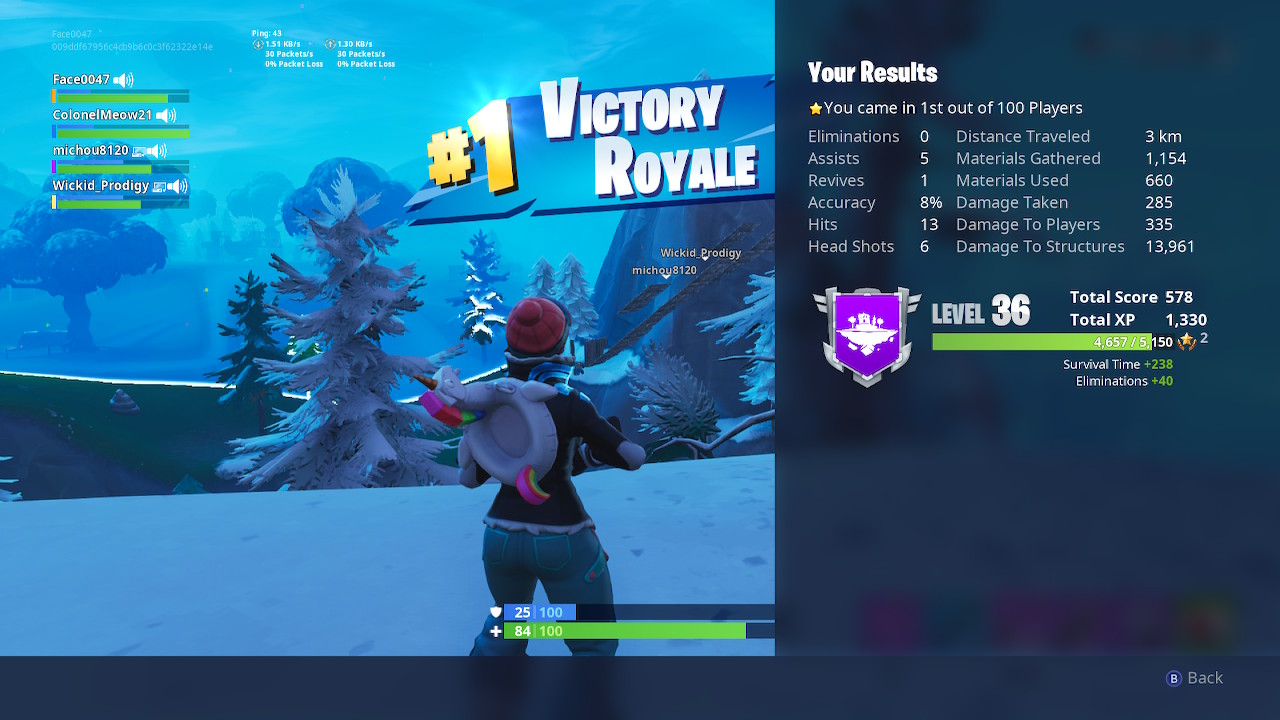 Face0047
009ddf67956c4cb9b6c0c3f62322e14e
Ping: 43
1.51 KB/s 1.30 KB/s
30 Packets/s 30 Packets/s
0% Packet Loss 0% Packet Loss
Face0047
ColonelMeow21
michou8120
Wickid_Prodigy
#1 VICTORY
ROYALE
Wickid_Prodigy
michou8120
25 | 100
84 | 100
Your Results
You came in 1st out of 100 Players
Eliminations 0 Distance Traveled 3 km
Assists 5 Materials Gathered 1,154
Revives 1 Materials Used 660
Accuracy 8% Damage Taken 285
Hits 13 Damage To Players 335
Head Shots 6 Damage To Structures 13,961
LEVEL 36
Total Score 578
Total XP 1,330
4,657 / 5,150 2
Survival Time +238
Eliminations +40
B Back